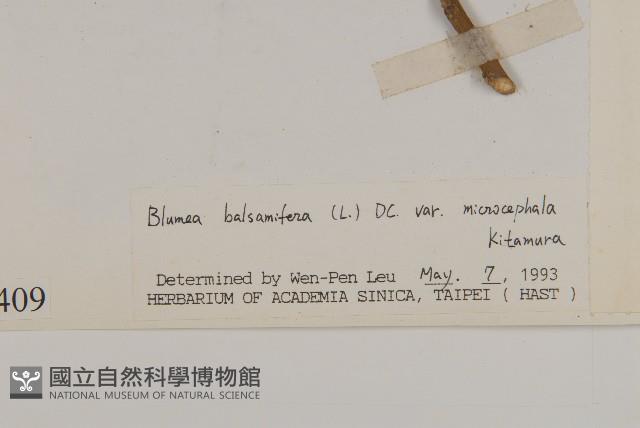 Blumea balsamifera (L.) DC. var. microcephala
Kitamura
Determined by Wen-Pen Leu May. 7, 1993
HERBARIUM OF ACADEMIA SINICA, TAIPEI ( HAST )
409
國立自然科學博物館
NATIONAL MUSEUM OF NATURAL SCIENCE